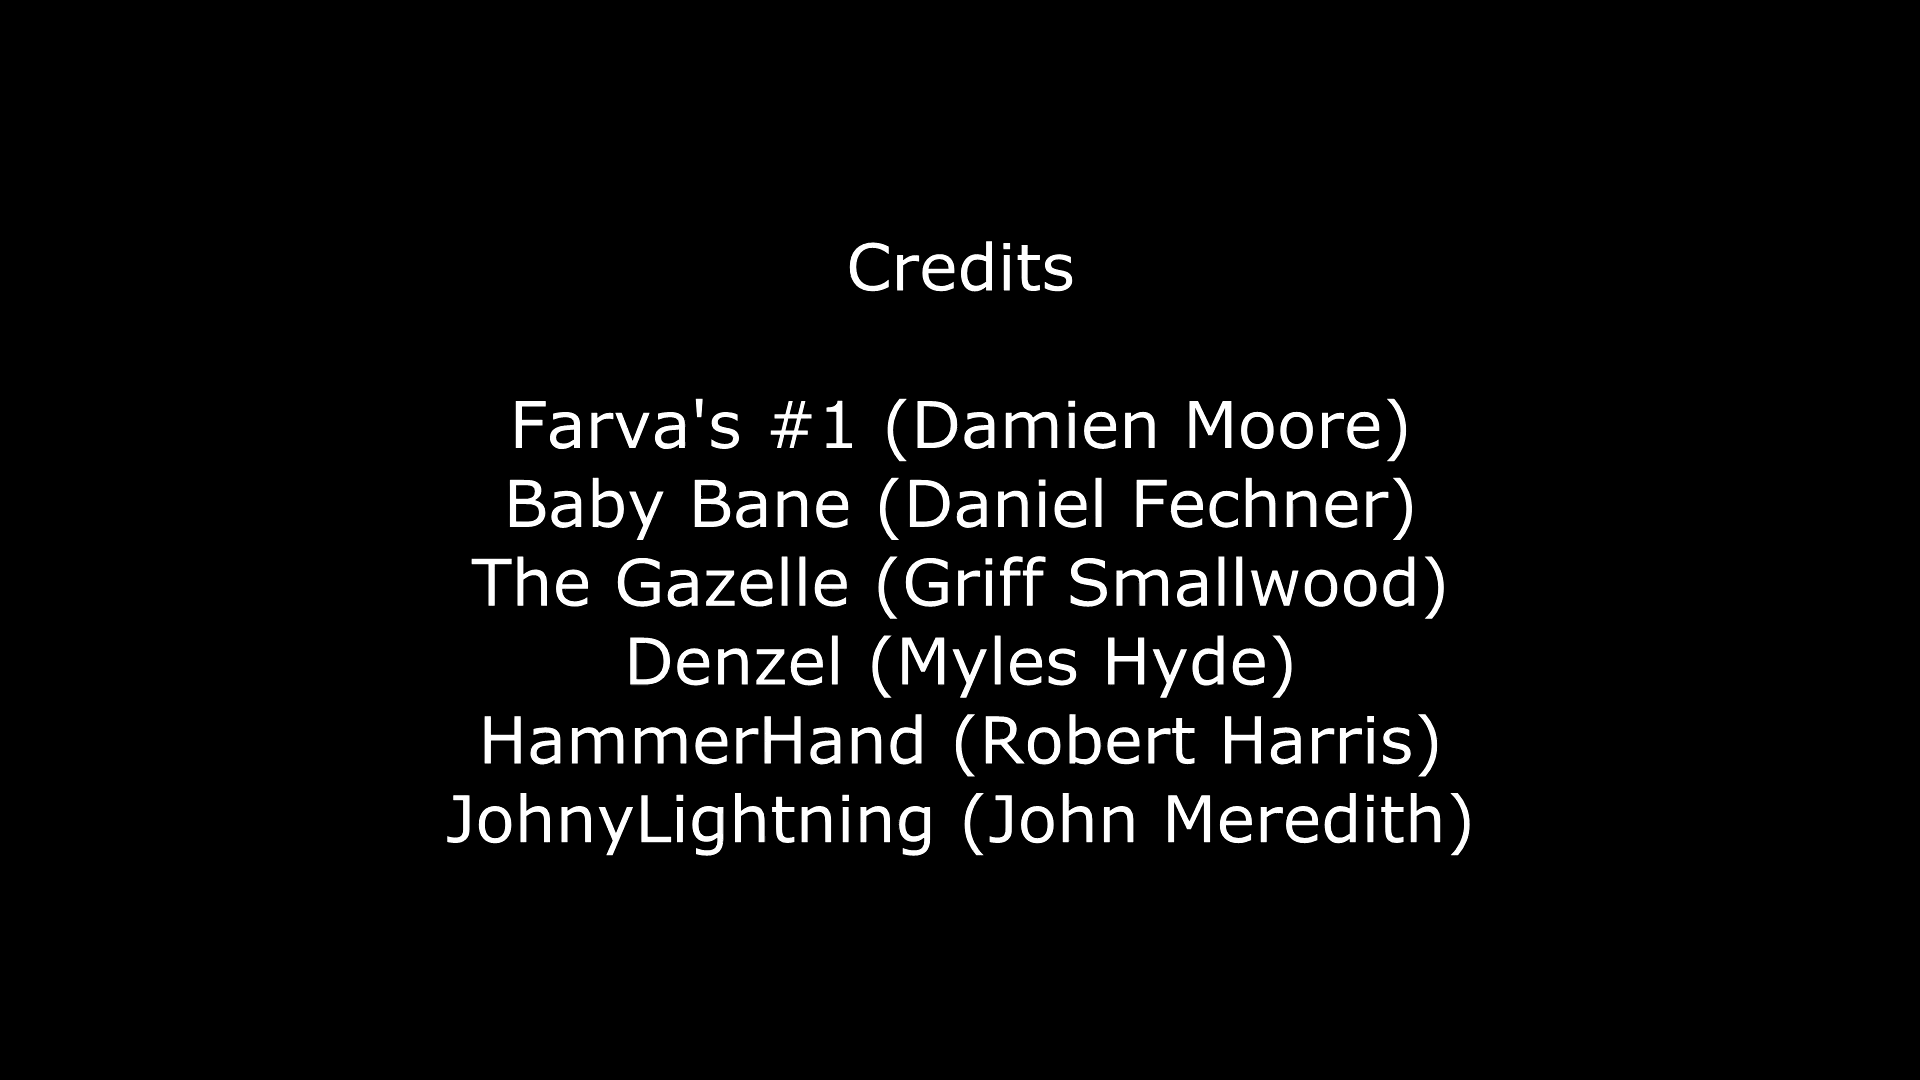 Credits
Farva's #1 (Damien Moore)
Baby Bane (Daniel Fechner)
The Gazelle (Griff Smallwood)
Denzel (Myles Hyde)
HammerHand (Robert Harris)
JohnyLightning (John Meredith)